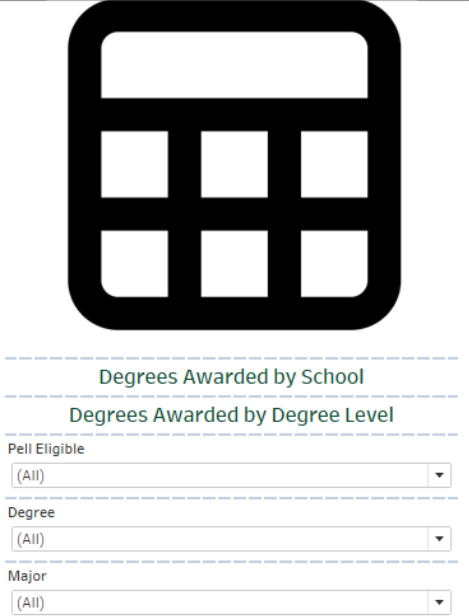 Degrees Awarded by School
Degrees Awarded by Degree Level
Pell Eligible
(All)
Degree
(All)
Major
(All)